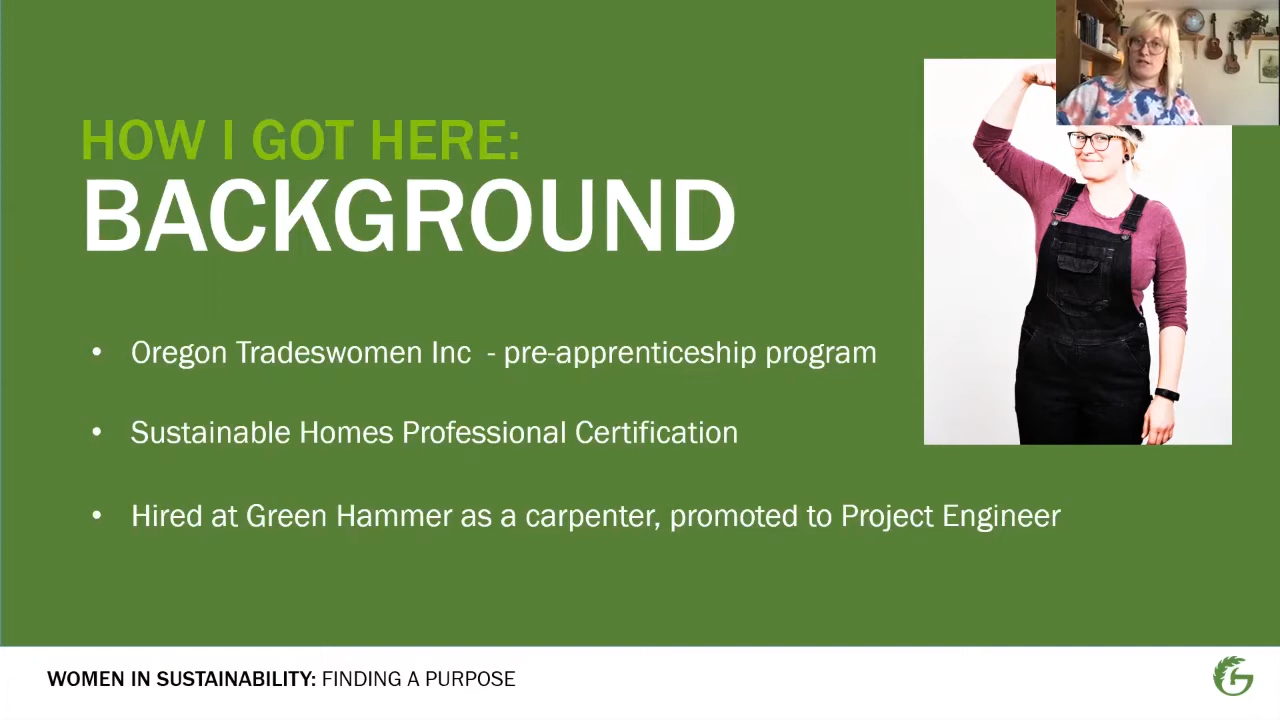 HOW I GOT HERE:
BACKGROUND
• Oregon Tradeswomen Inc - pre-apprenticeship program
• Sustainable Homes Professional Certification
• Hired at Green Hammer as a carpenter, promoted to Project Engineer
WOMEN IN SUSTAINABILITY: FINDING A PURPOSE
G